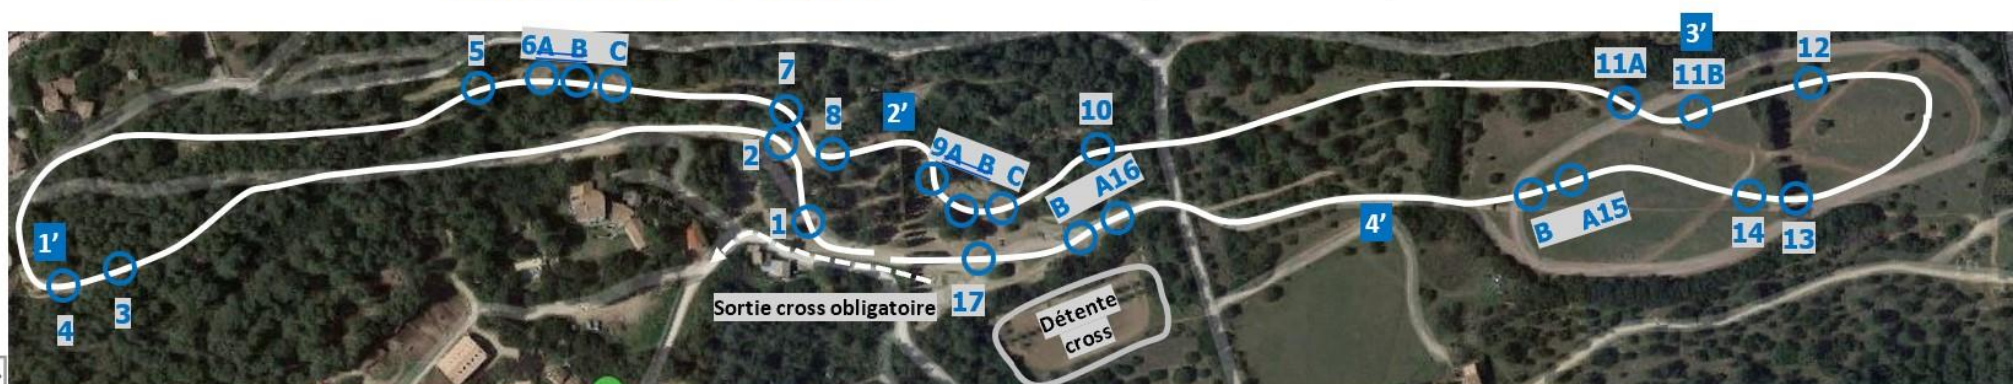 3'
5
6A B C
7
8
2'
2
10
11A
11B
12
9A B C
B A16
1
1'
4
3
4'
B A15
14
13
Sortie cross obligatoire
17
Détente
cross